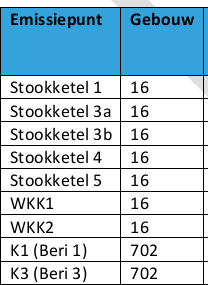 Emissiepunt Gebouw
Stookketel 1 16
Stookketel 3a 16
Stookketel 3b 16
Stookketel 4 16
Stookketel 5 16
WKK1 16
WKK2 16
K1 (Beri 1) 702
K3 (Beri 3) 702